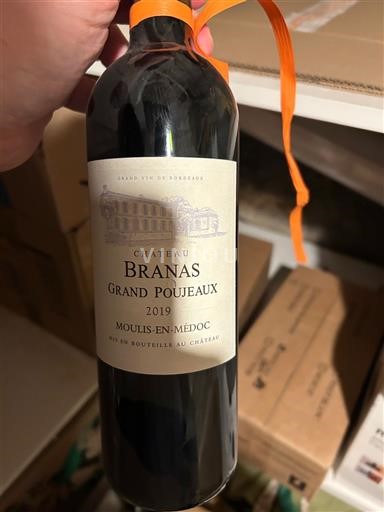 GRAND VIN DE BORDEAUX
CHÂTEAU
BRANAS
GRAND POUJEAUX
2019
MOULIS-EN-MÉDOC
MIS EN BOUTEILLE AU CHÂTEAU